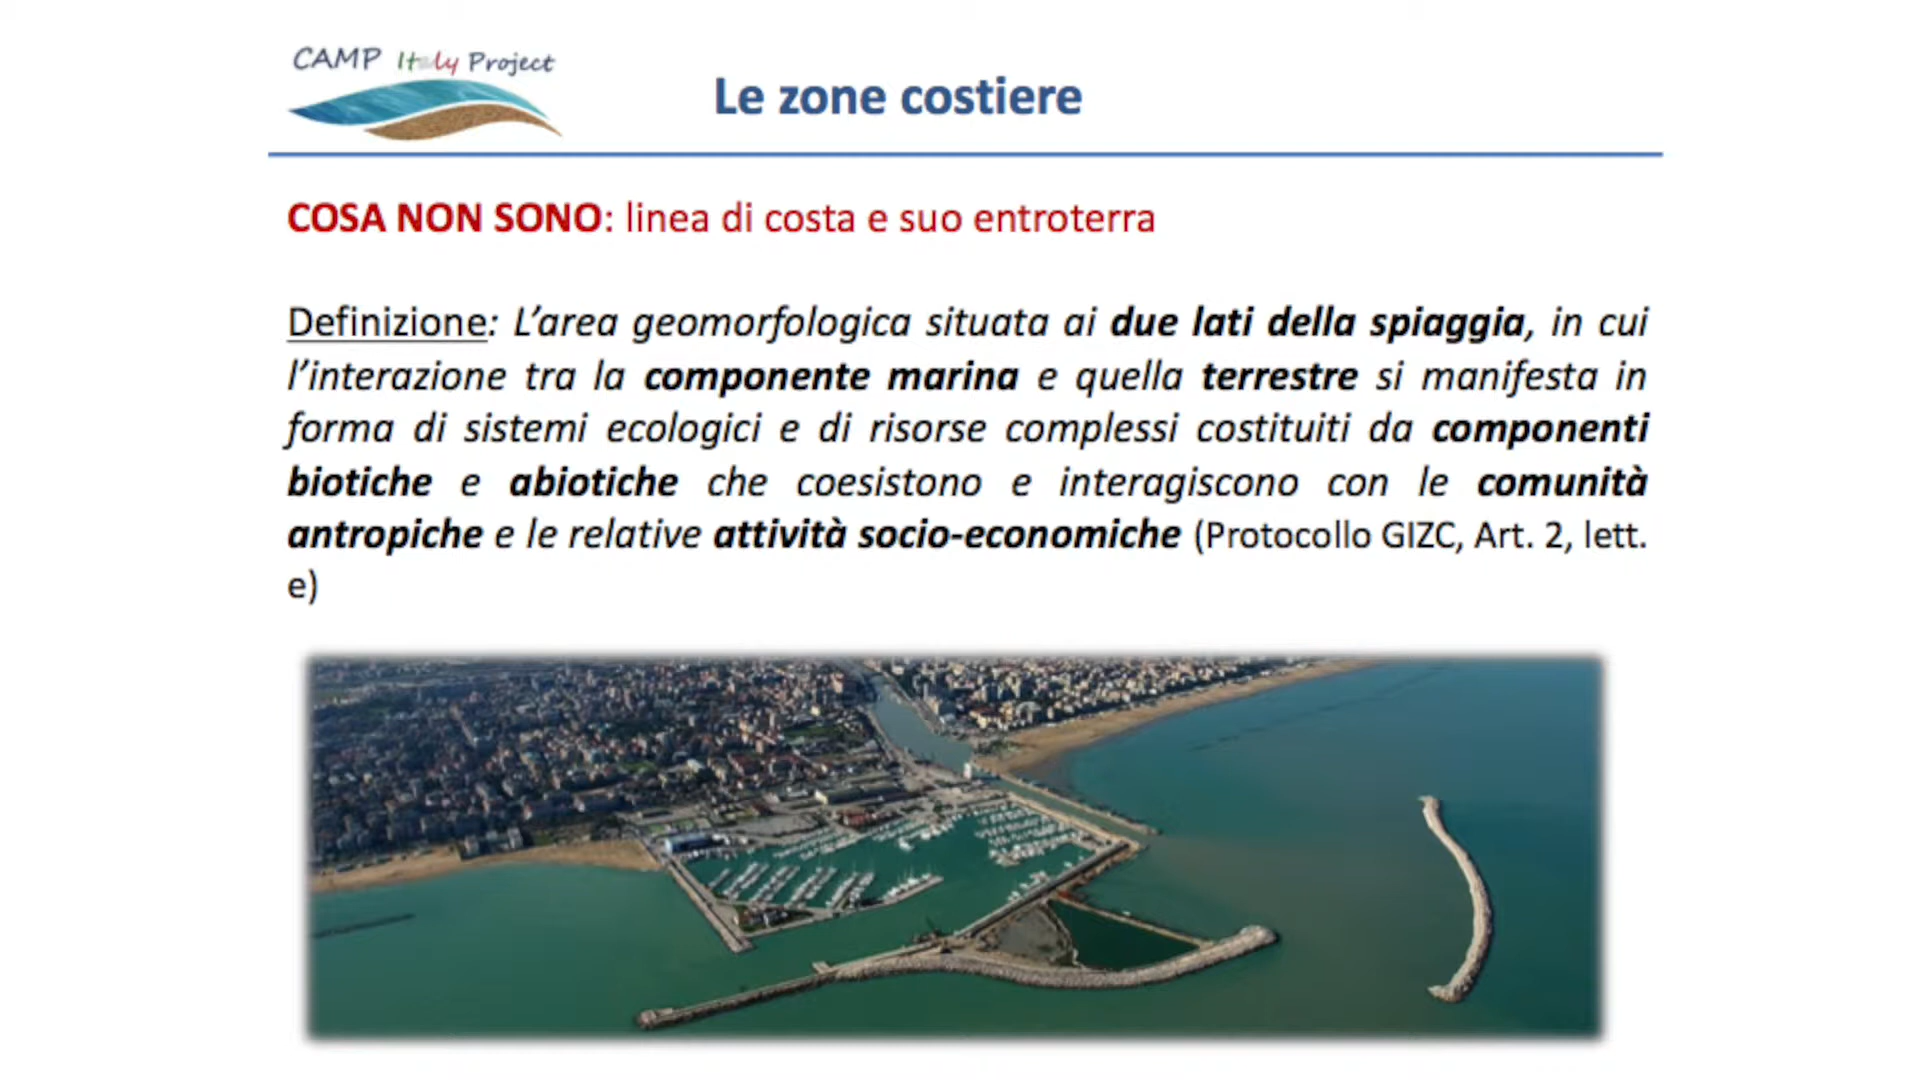 CAMP Italy Project
Le zone costiere
COSA NON SONO: linea di costa e suo entroterra
Definizione: L’area geomorfologica situata ai due lati della spiaggia, in cui
l’interazione tra la componente marina e quella terrestre si manifesta in
forma di sistemi ecologici e di risorse complessi costituiti da componenti
biotiche e abiotiche che coesistono e interagiscono con le comunità
antropiche e le relative attività socio-economiche (Protocollo GIZC, Art. 2, lett.
e)